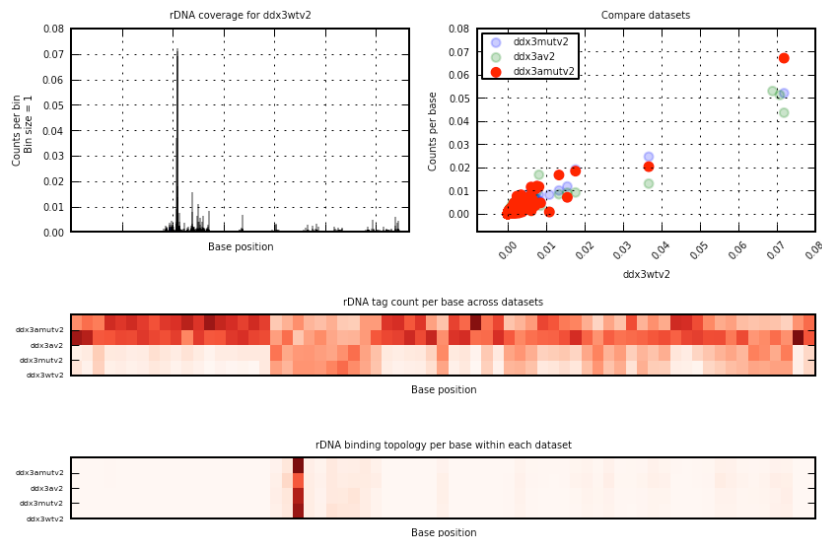 rDNA coverage for ddx3wtv2
0.08
0.07
0.06
0.05
0.04
0.03
0.02
0.01
0.00
Counts per bin
Bin size = 1
Base position
Compare datasets
ddx3mutv2
ddx3av2
ddx3amutv2
0.08
0.07
0.06
0.05
0.04
0.03
0.02
0.01
0.00
Counts per base
0.00 0.01 0.02 0.03 0.04 0.05 0.06 0.07 0.08
ddx3wtv2
rDNA tag count per base across datasets
ddx3amutv2
ddx3av2
ddx3mutv2
ddx3wtv2
Base position
rDNA binding topology per base within each dataset
ddx3amutv2
ddx3av2
ddx3mutv2
ddx3wtv2
Base position